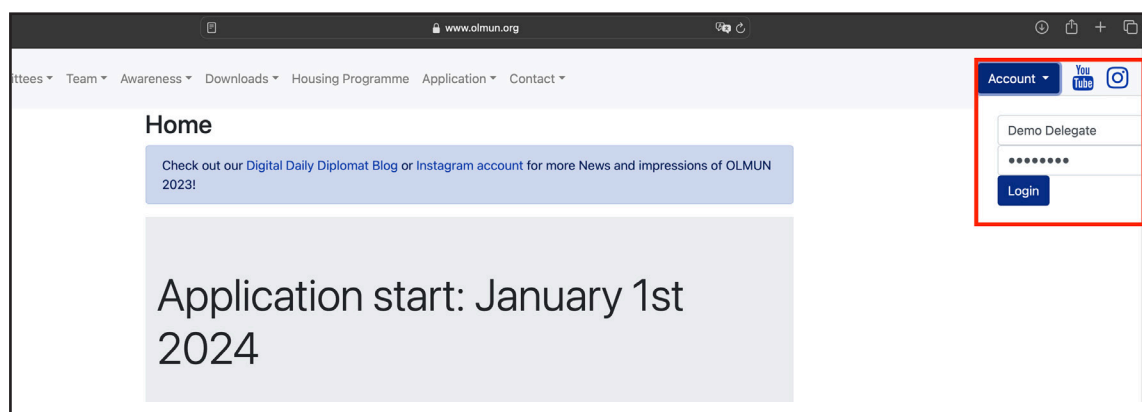 www.olmun.org
ittees Team Awareness Downloads Housing Programme Application Contact
Account
You
Tube
Home
Demo Delegate
Check out our Digital Daily Diplomat Blog or Instagram account for more News and impressions of OLMUN
2023!
Login
Application start: January 1st
2024